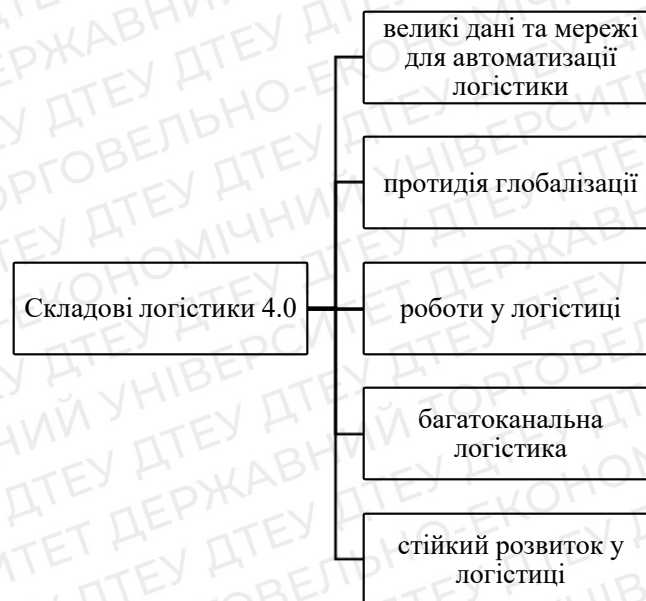 великі дані та мережі
для автоматизації
логістики
протидія глобалізації
Складові логістики 4.0
роботи у логістиці
багатоканальна
логістика
стійкий розвиток у
логістиці